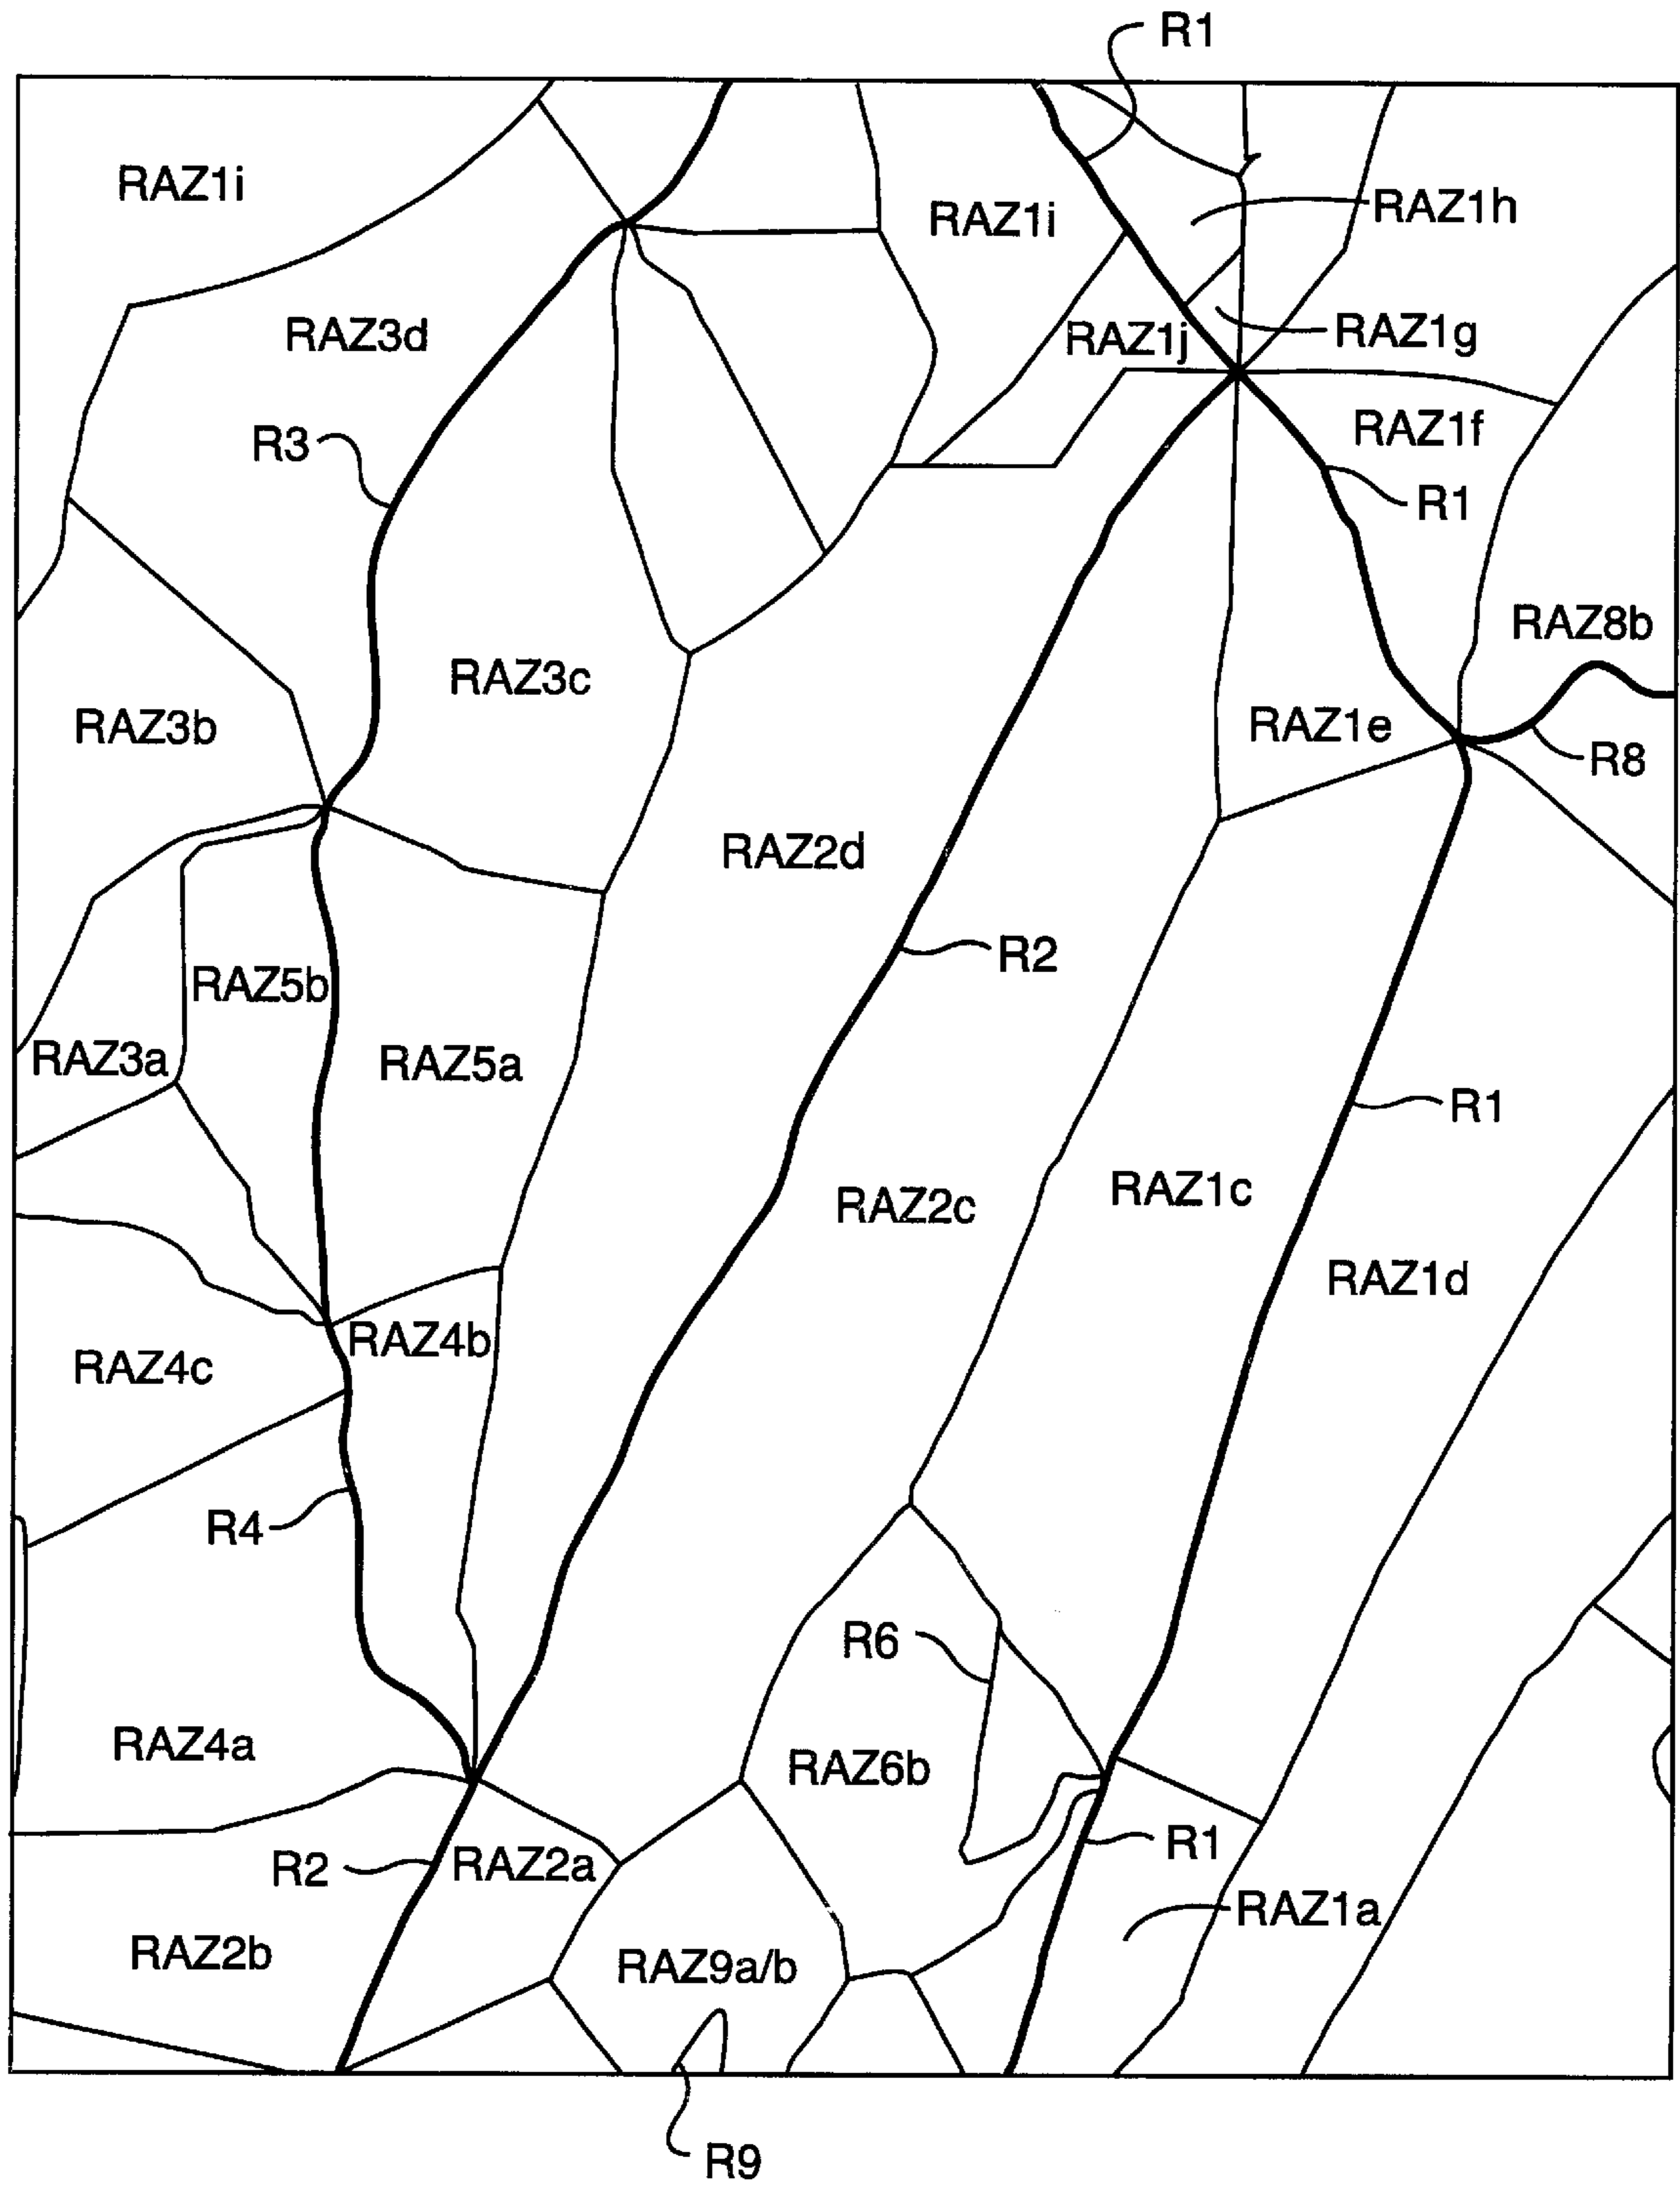 R1
RAZ1i
RAZ1i
RAZ1h
RAZ3d
RAZ1j
RAZ1g
R3
RAZ1f
R1
RAZ8b
RAZ3c
RAZ3b
RAZ1e
R8
RAZ2d
R2
RAZ5b
RAZ3a
RAZ5a
R1
RAZ2c
RAZ1c
RAZ1d
RAZ4b
RAZ4c
R4
R6
RAZ4a
RAZ6b
R1
R2
RAZ2a
RAZ1a
RAZ2b
RAZ9a/b
R9